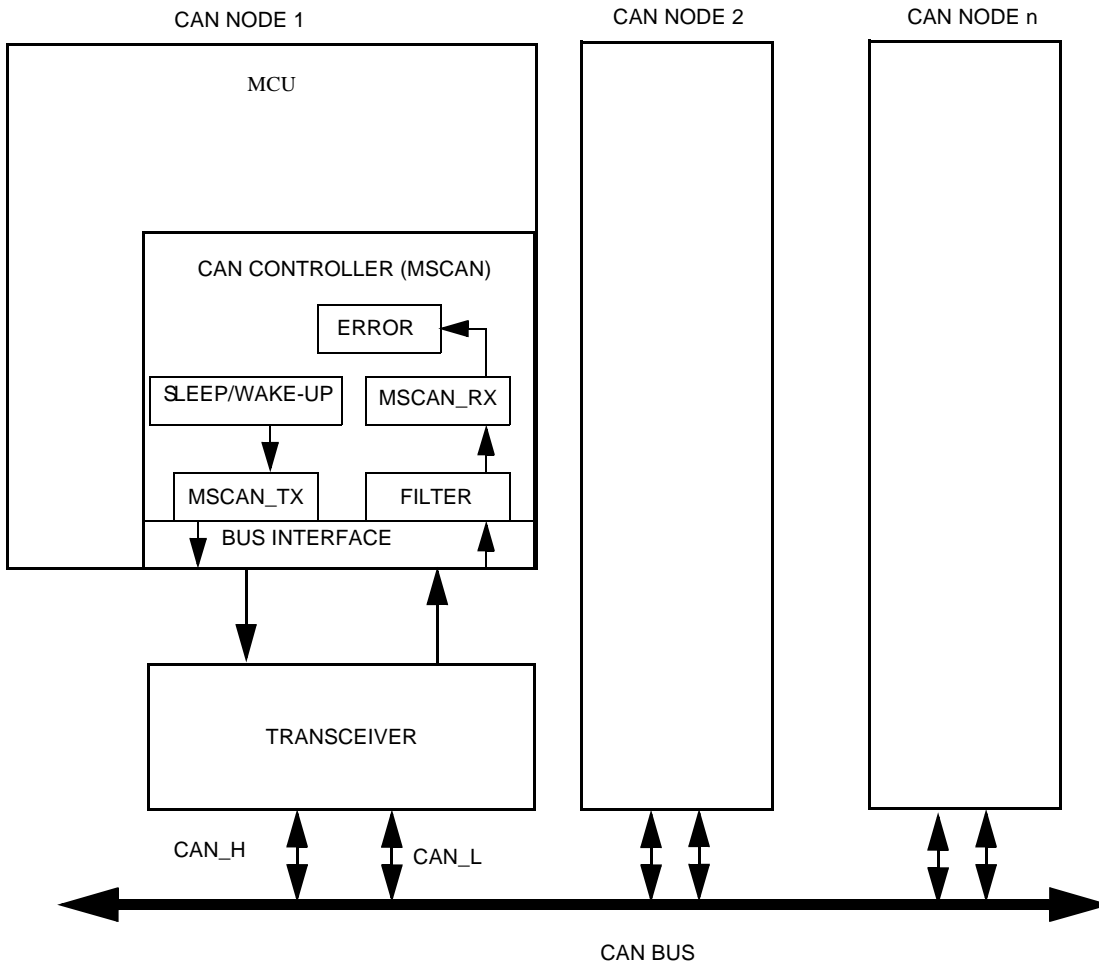 CAN NODE 1
CAN NODE 2
CAN NODE n
MCU
CAN CONTROLLER (MSCAN)
ERROR
SLEEP/WAKE-UP
MSCAN_RX
MSCAN_TX
FILTER
BUS INTERFACE
TRANSCEIVER
CAN_H
CAN_L
CAN BUS